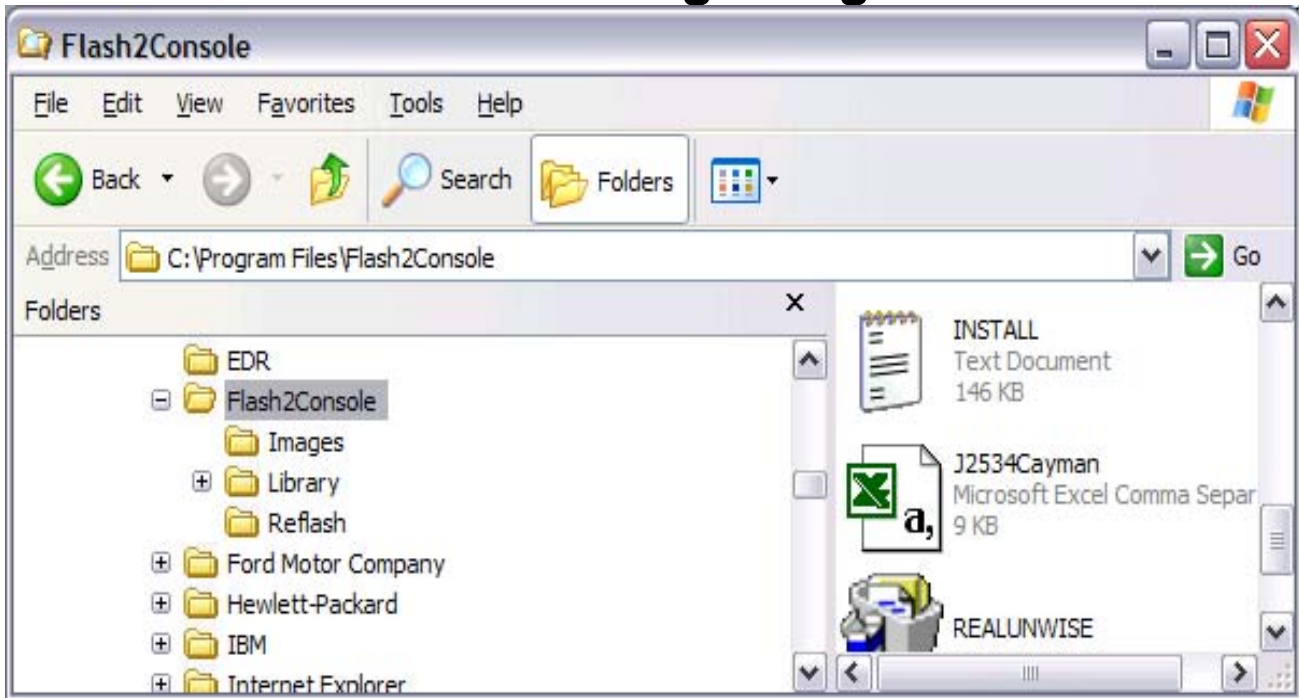 Flash2Console
File Edit View Favorites Tools Help
Back Search Folders
Address C:\Program Files\Flash2Console Go
Folders
EDR
Flash2Console
Images
Library
Reflash
Ford Motor Company
Hewlett-Packard
IBM
Internet Explorer
INSTALL
Text Document
146 KB
J2534Cayman
Microsoft Excel Comma Separ
9 KB
a,
REALUNWISE